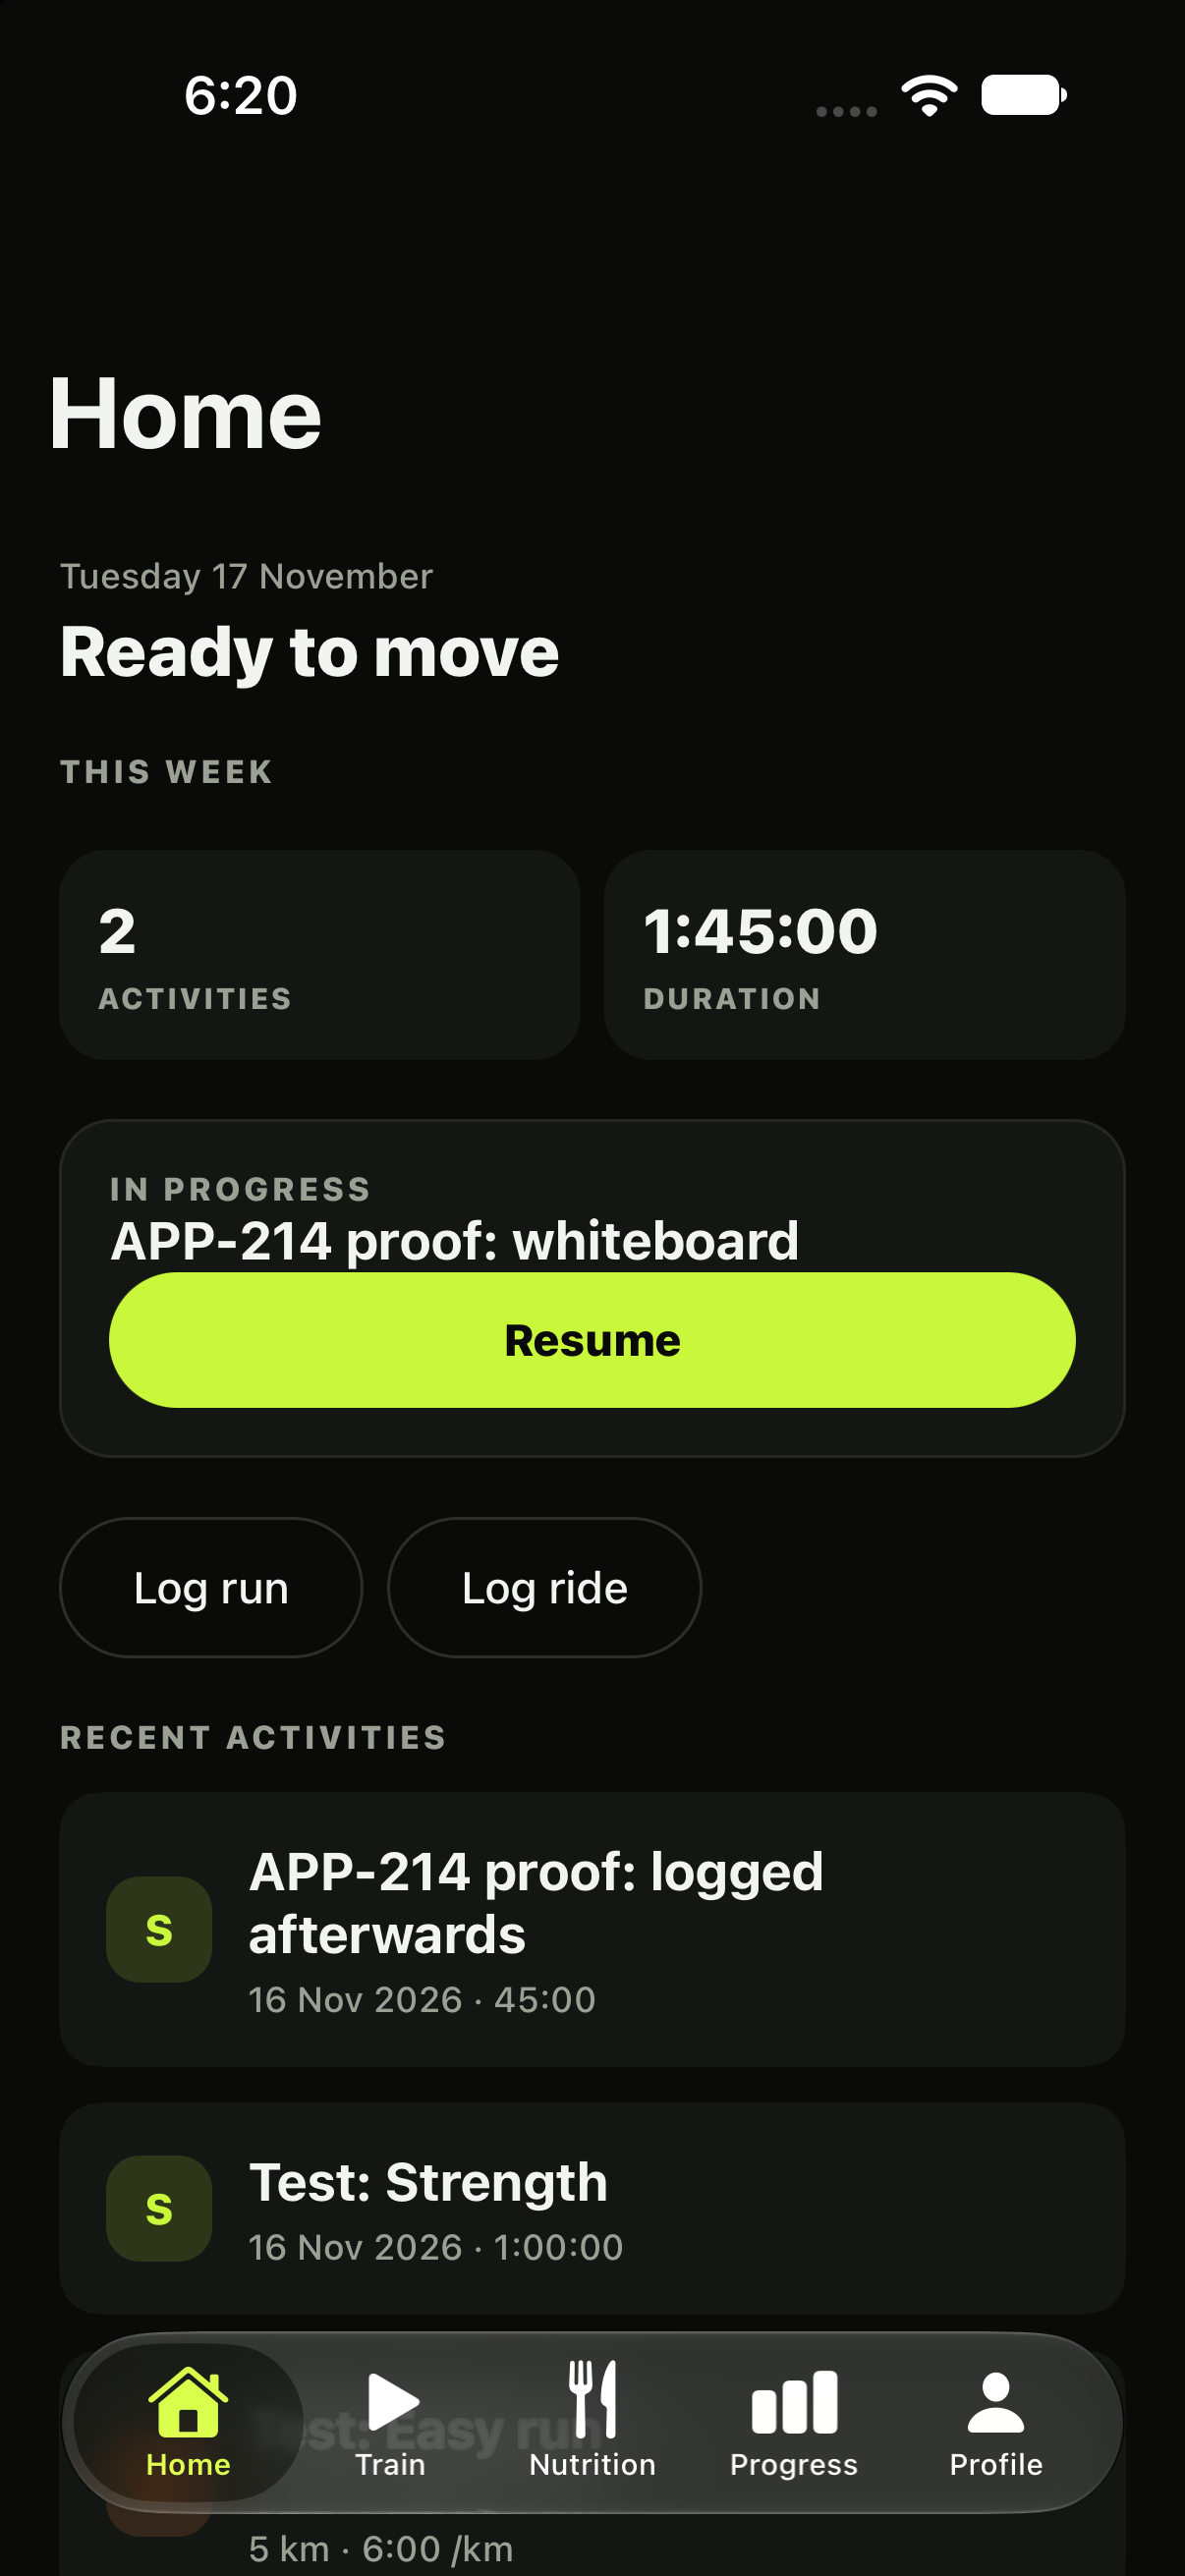 6:20
Home
Tuesday 17 November
Ready to move
THIS WEEK
2
ACTIVITIES
1:45:00
DURATION
IN PROGRESS
APP-214 proof: whiteboard
Resume
Log run
Log ride
RECENT ACTIVITIES
S
APP-214 proof: logged
afterwards
16 Nov 2026 · 45:00
S
Test: Strength
16 Nov 2026 · 1:00:00
Test: Easy run
Home
Train
Nutrition
Progress
Profile
5 km · 6:00 /km